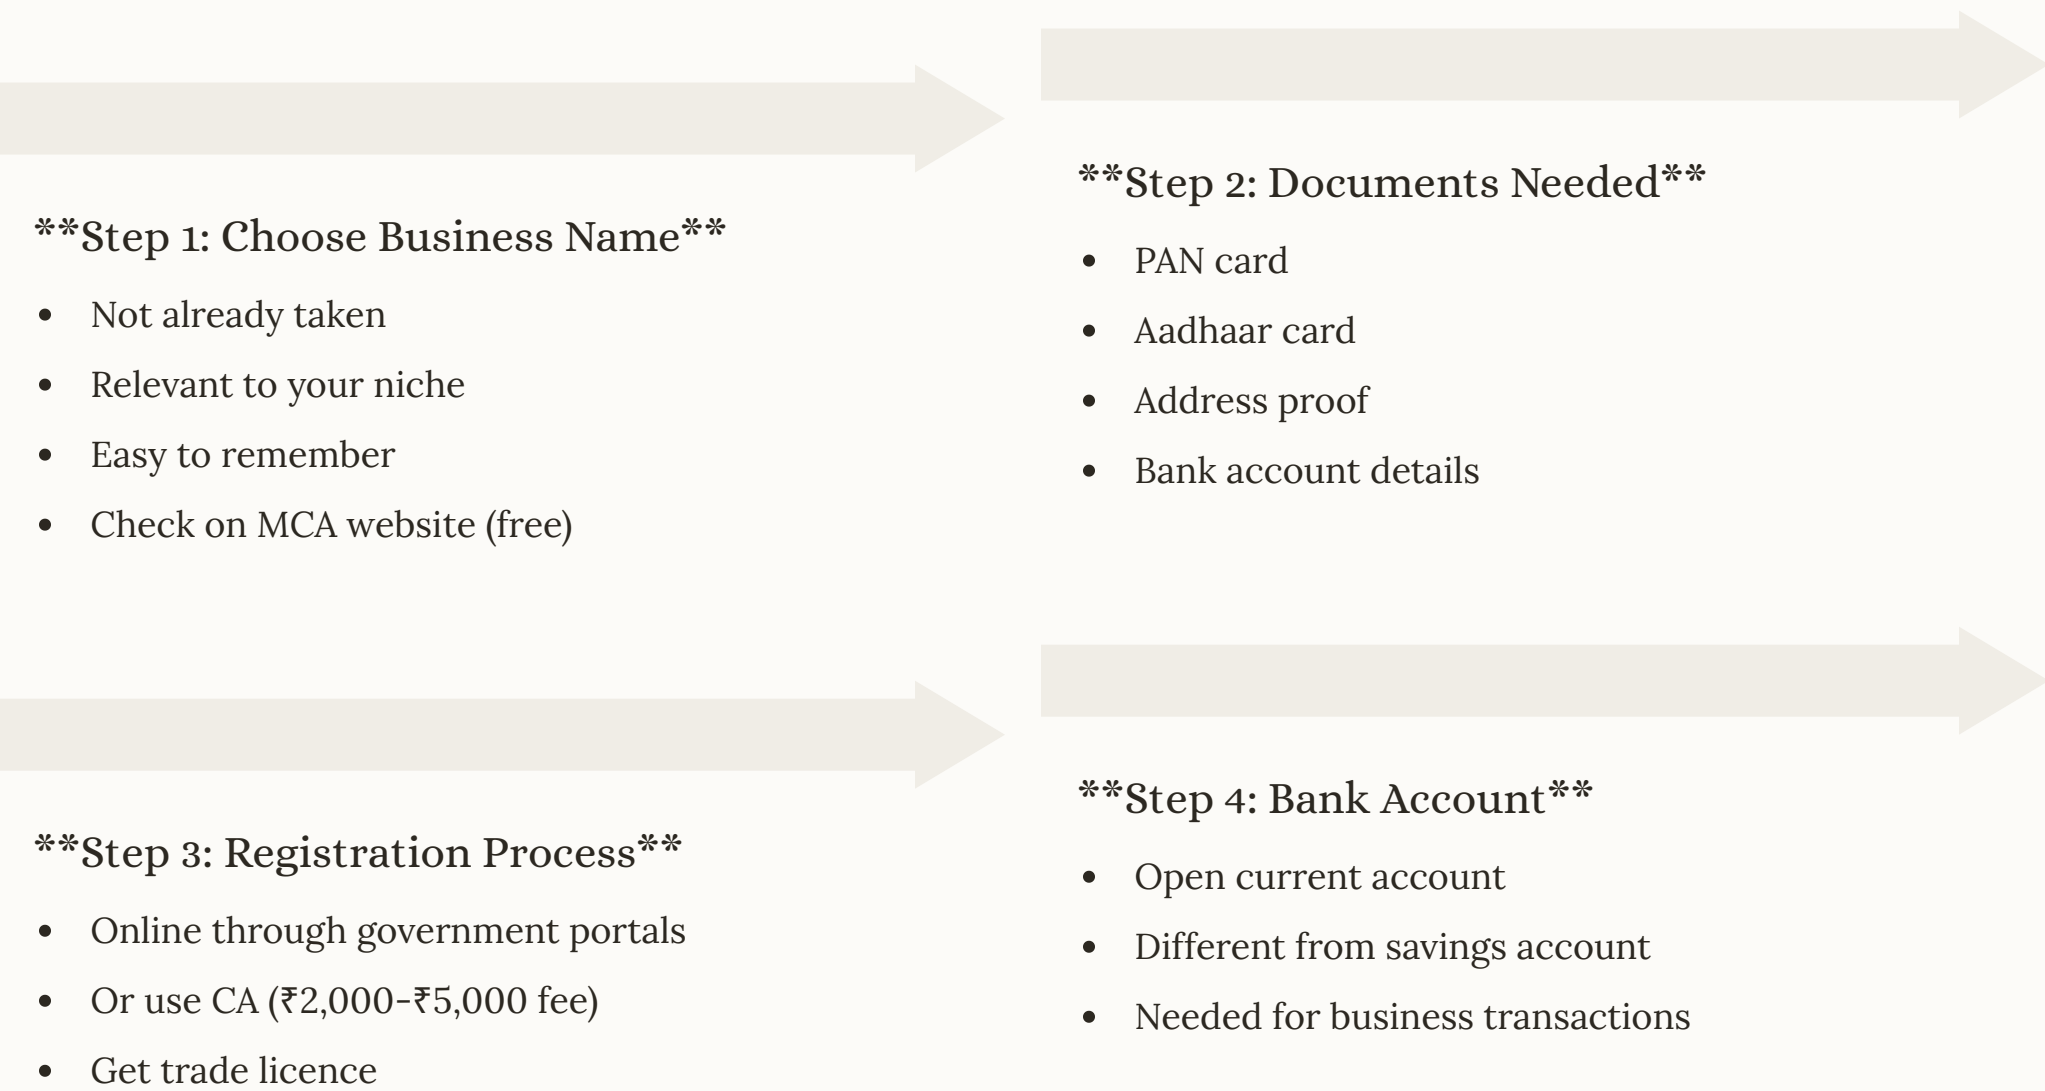 **Step 1: Choose Business Name**
• Not already taken
• Relevant to your niche
• Easy to remember
• Check on MCA website (free)
**Step 2: Documents Needed**
• PAN card
• Aadhaar card
• Address proof
• Bank account details
**Step 3: Registration Process**
• Online through government portals
• Or use CA (₹2,000-₹5,000 fee)
• Get trade licence
**Step 4: Bank Account**
• Open current account
• Different from savings account
• Needed for business transactions